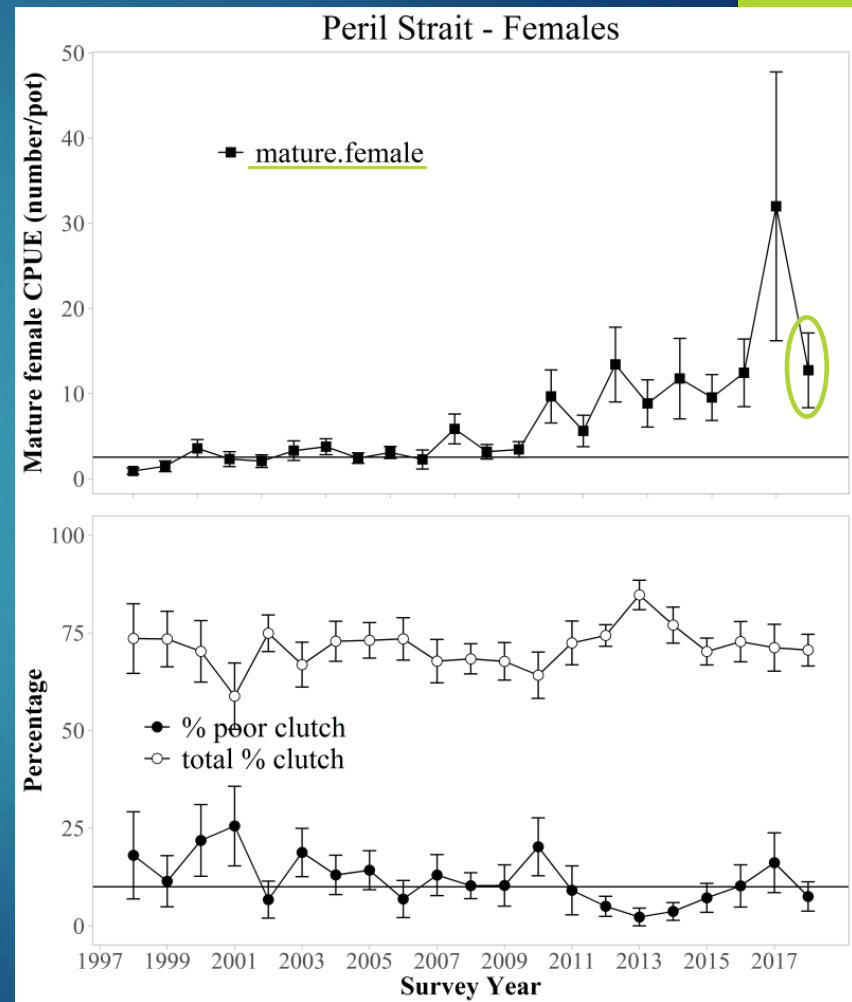 Peril Strait - Females
Mature female CPUE (number/pot)
50
40
30
20
10
0
mature.female
Percentage
100
75
50
25
0
% poor clutch
total % clutch
1997 1999 2001 2003 2005 2007 2009 2011 2013 2015 2017
Survey Year